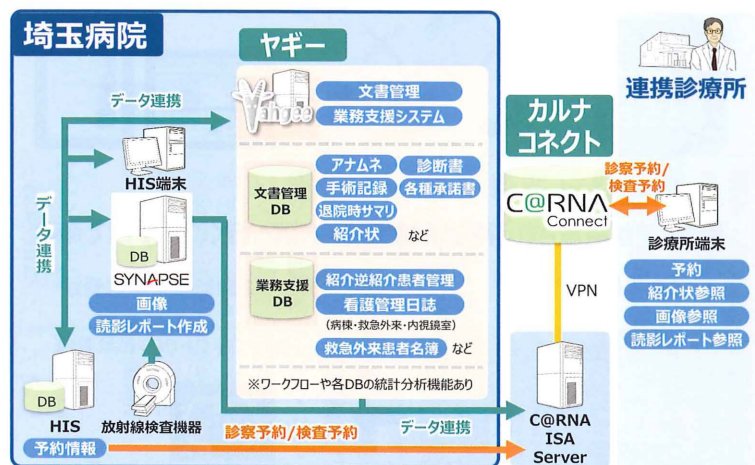 埼玉病院
ヤギー
データ連携
Yahgee
文書管理
業務支援システム
HIS端末
データ連携
DB
SYNAPSE
画像
読影レポート作成
文書管理
DB
アナムネ
診断書
手術記録
各種承諾書
退院時サマリ
紹介状
など
業務支援
DB
紹介逆紹介患者管理
看護管理日誌
(病棟・救急外来・内視鏡室)
救急外来患者名簿
など
※ワークフローや各DBの統計分析機能あり
DB
HIS
放射線検査機器
予約情報
診察予約/検査予約
データ連携
カルナ
コネクト
C@RNA
Connect
VPN
C@RNA
ISA
Server
連携診療所
診察予約/
検査予約
診療所端末
予約
紹介状参照
画像参照
読影レポート参照